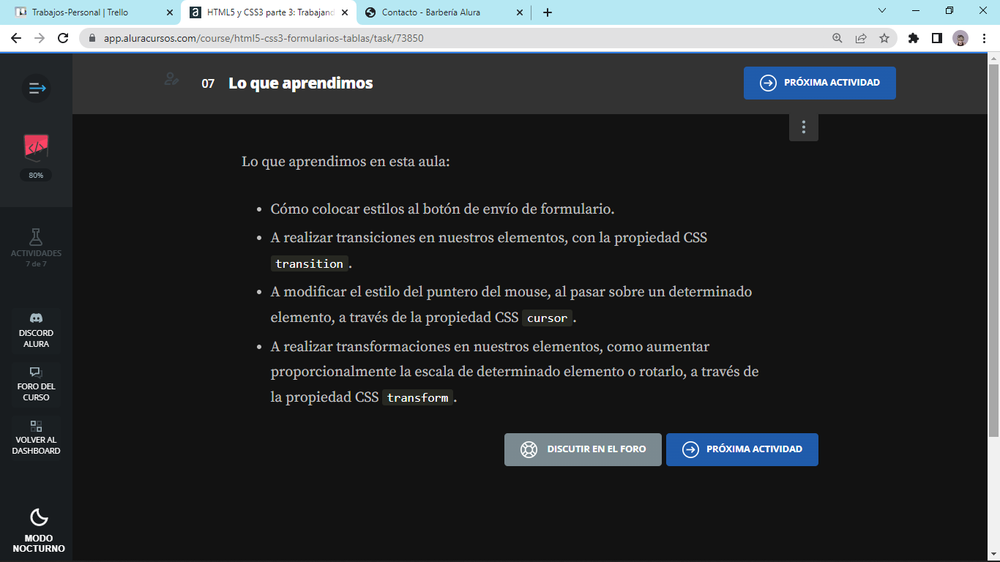 Trabajos-Personal | Trello
HTML5 y CSS3 parte 3: Trabajand
Contacto - Barbería Alura
app.aluracursos.com/course/html5-css3-formularios-tablas/task/73850
07 Lo que aprendimos
PRÓXIMA ACTIVIDAD
80%
ACTIVIDADES
7 de 7
DISCORD
ALURA
FORO DEL
CURSO
VOLVER AL
DASHBOARD
MODO
NOCTURNO
Lo que aprendimos en esta aula:
• Cómo colocar estilos al botón de envío de formulario.
• A realizar transiciones en nuestros elementos, con la propiedad CSS
transition.
• A modificar el estilo del puntero del mouse, al pasar sobre un determinado
elemento, a través de la propiedad CSS cursor.
• A realizar transformaciones en nuestros elementos, como aumentar
proporcionalmente la escala de determinado elemento o rotarlo, a través de
la propiedad CSS transform.
DISCUTIR EN EL FORO
PRÓXIMA ACTIVIDAD